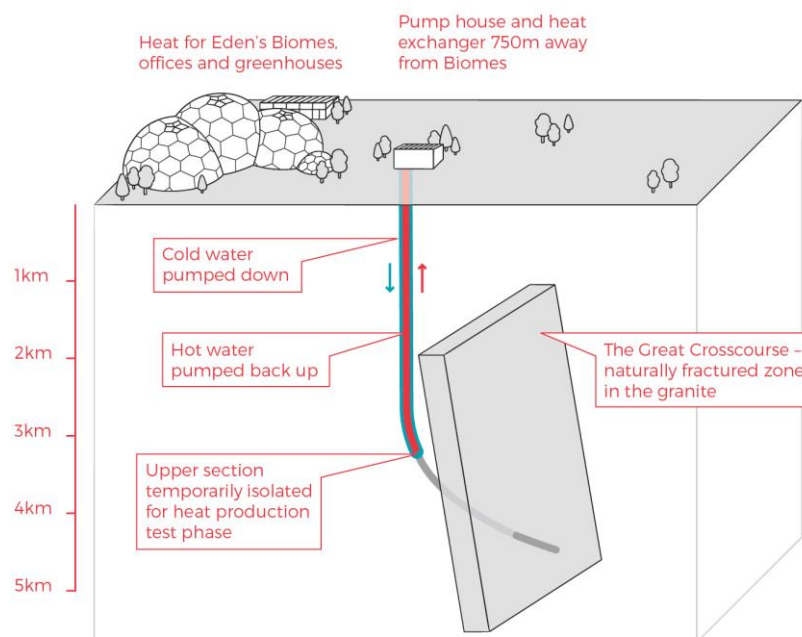 Heat for Eden's Biomes,
offices and greenhouses
Pump house and heat
exchanger 750m away
from Biomes
Cold water
pumped down
1km
Hot water
pumped back up
2km
The Great Crosscourse –
naturally fractured zone
in the granite
3km
Upper section
temporarily isolated
for heat production
test phase
4km
5km